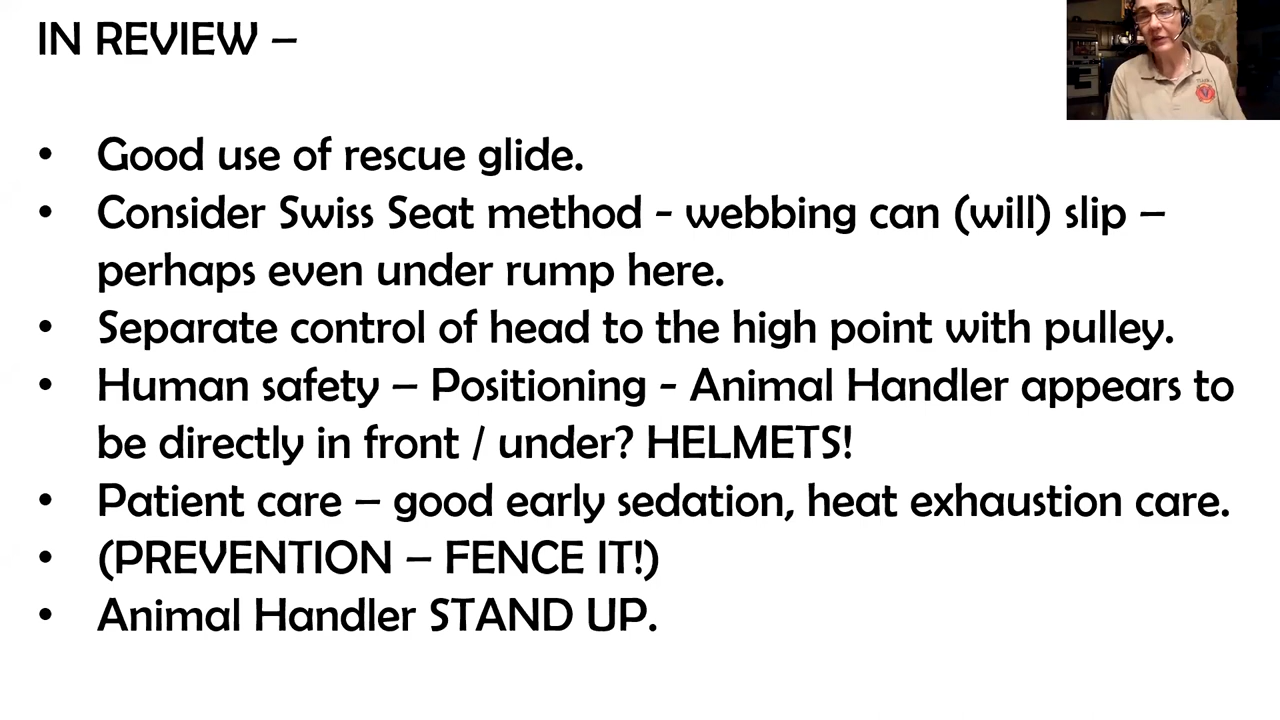 IN REVIEW –
• Good use of rescue glide.
• Consider Swiss Seat method - webbing can (will) slip –
perhaps even under rump here.
• Separate control of head to the high point with pulley.
• Human safety – Positioning - Animal Handler appears to
be directly in front / under? HELMETS!
• Patient care – good early sedation, heat exhaustion care.
• (PREVENTION – FENCE IT!)
• Animal Handler STAND UP.